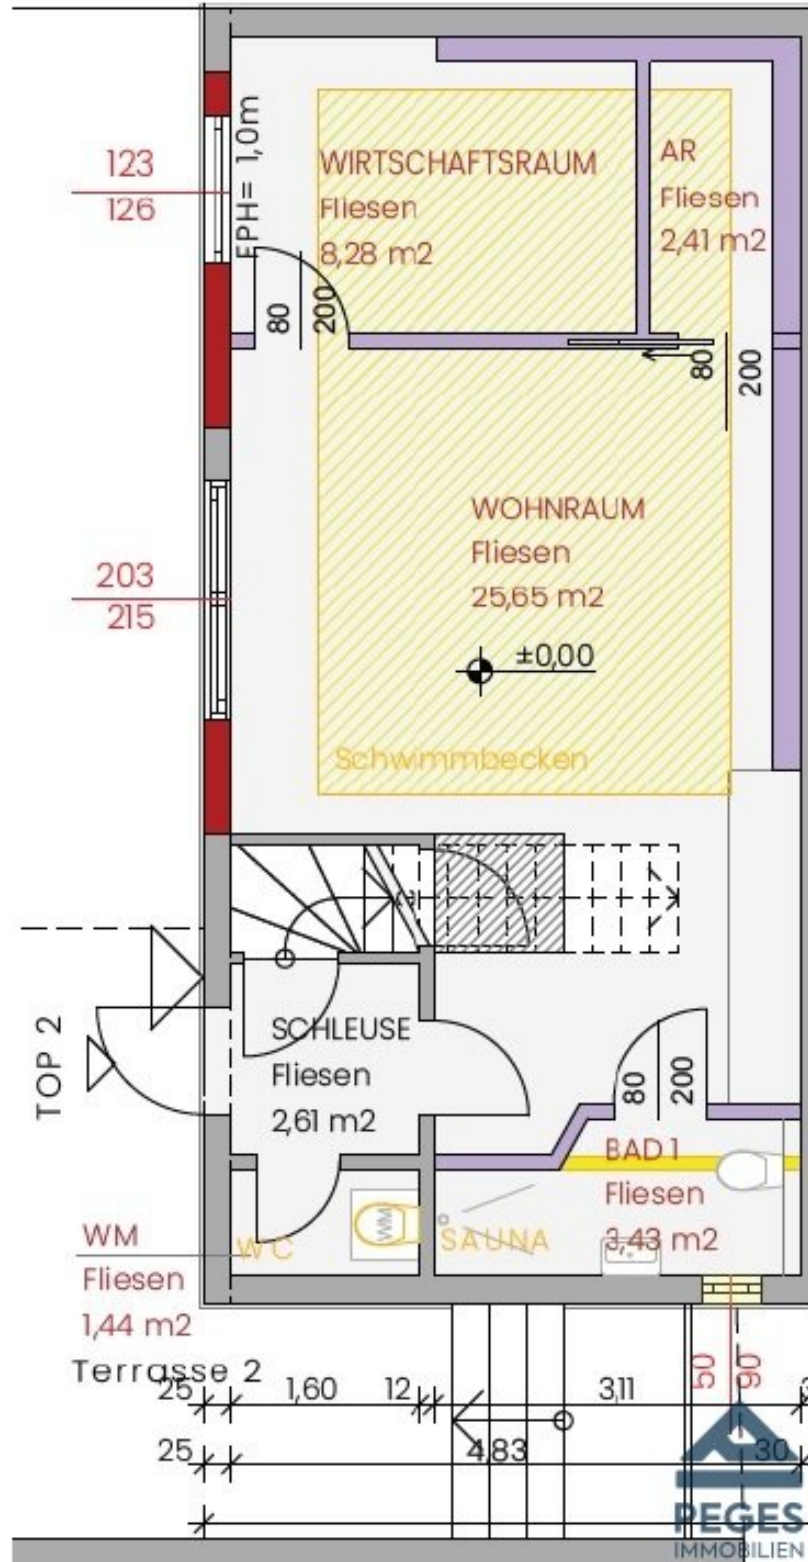 123
126
FPH= 1,0m
WIRTSCHAFTSRAUM
Fliesen
8,28 m2
AR
Fliesen
2,41 m2
80
200
80
200
WOHNRAUM
Fliesen
25,65 m2
203
215
±0,00
Schwimmbecken
TOP 2
SCHLEUSE
Fliesen
2,61 m2
80
200
BAD 1
Fliesen
3,43 m2
WM
WC
SAUNA
WM
Fliesen
1,44 m2
Terrasse 2
50
90
25
1,60
12
3,11
25
4,83
30
PEGES
IMMOBILIEN